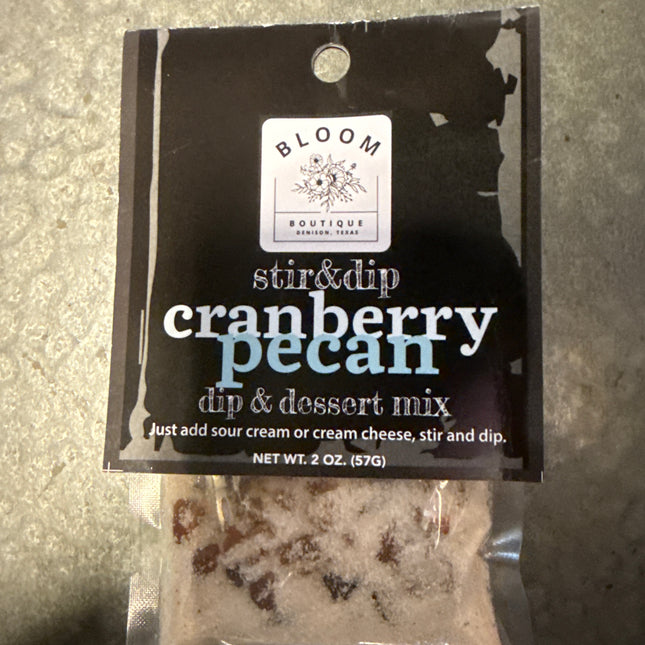 BLOOM
BOUTIQUE
DENISON, TEXAS
stir&dip
cranberry
pecan
dip & dessert mix
Just add sour cream or cream cheese, stir and dip.
NET WT. 2 OZ. (57G)